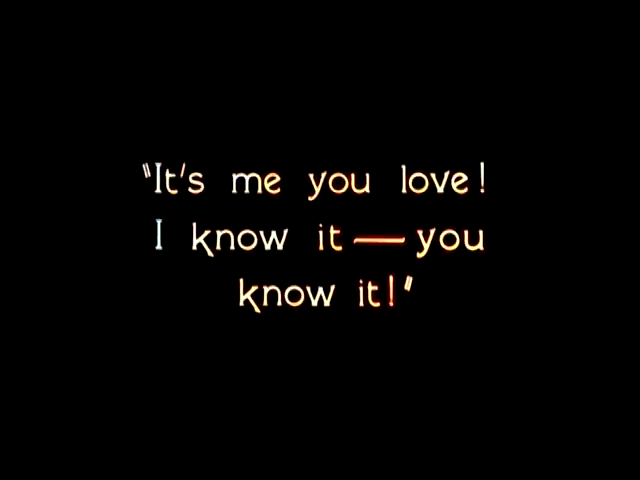 "It's me you love!
I know it — you
know it!"